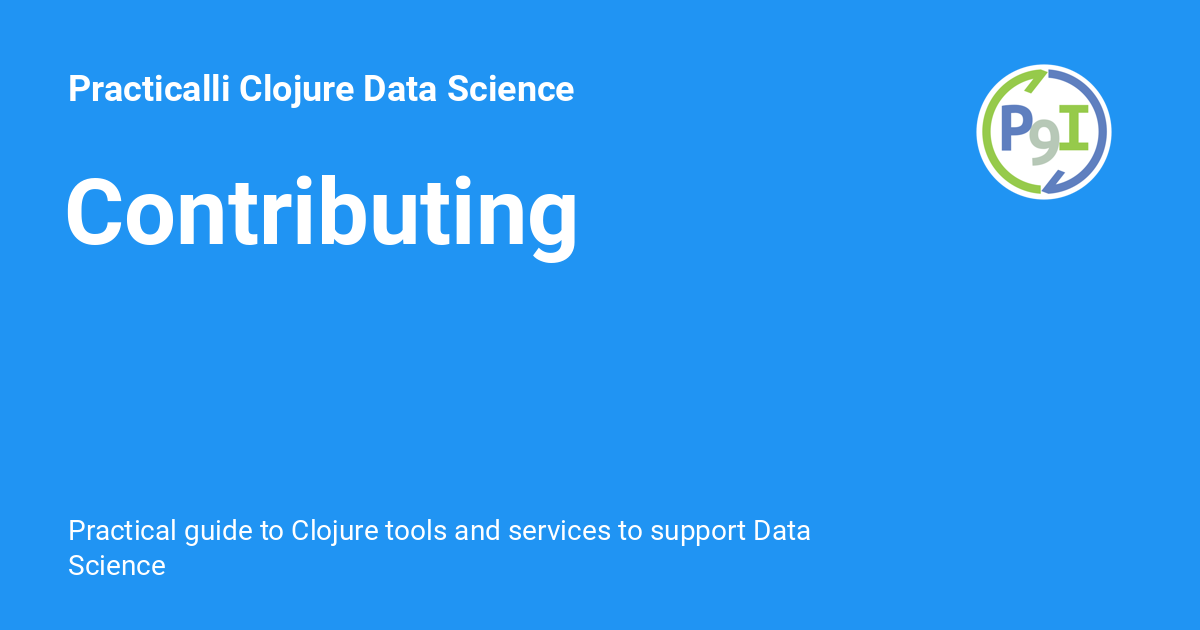 Practicalli Clojure Data Science
Contributing
P9I
Practical guide to Clojure tools and services to support Data
Science